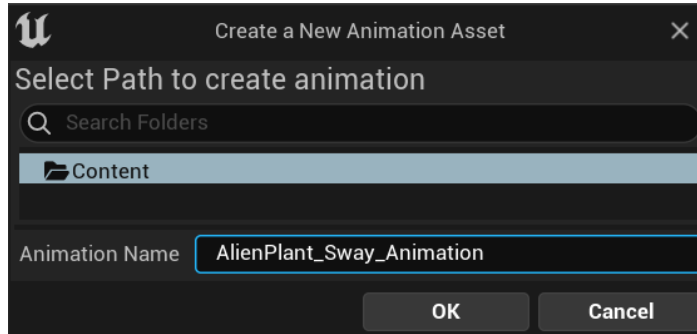 Create a New Animation Asset
Select Path to create animation
Search Folders
Content
Animation Name AlienPlant_Sway_Animation
OK Cancel